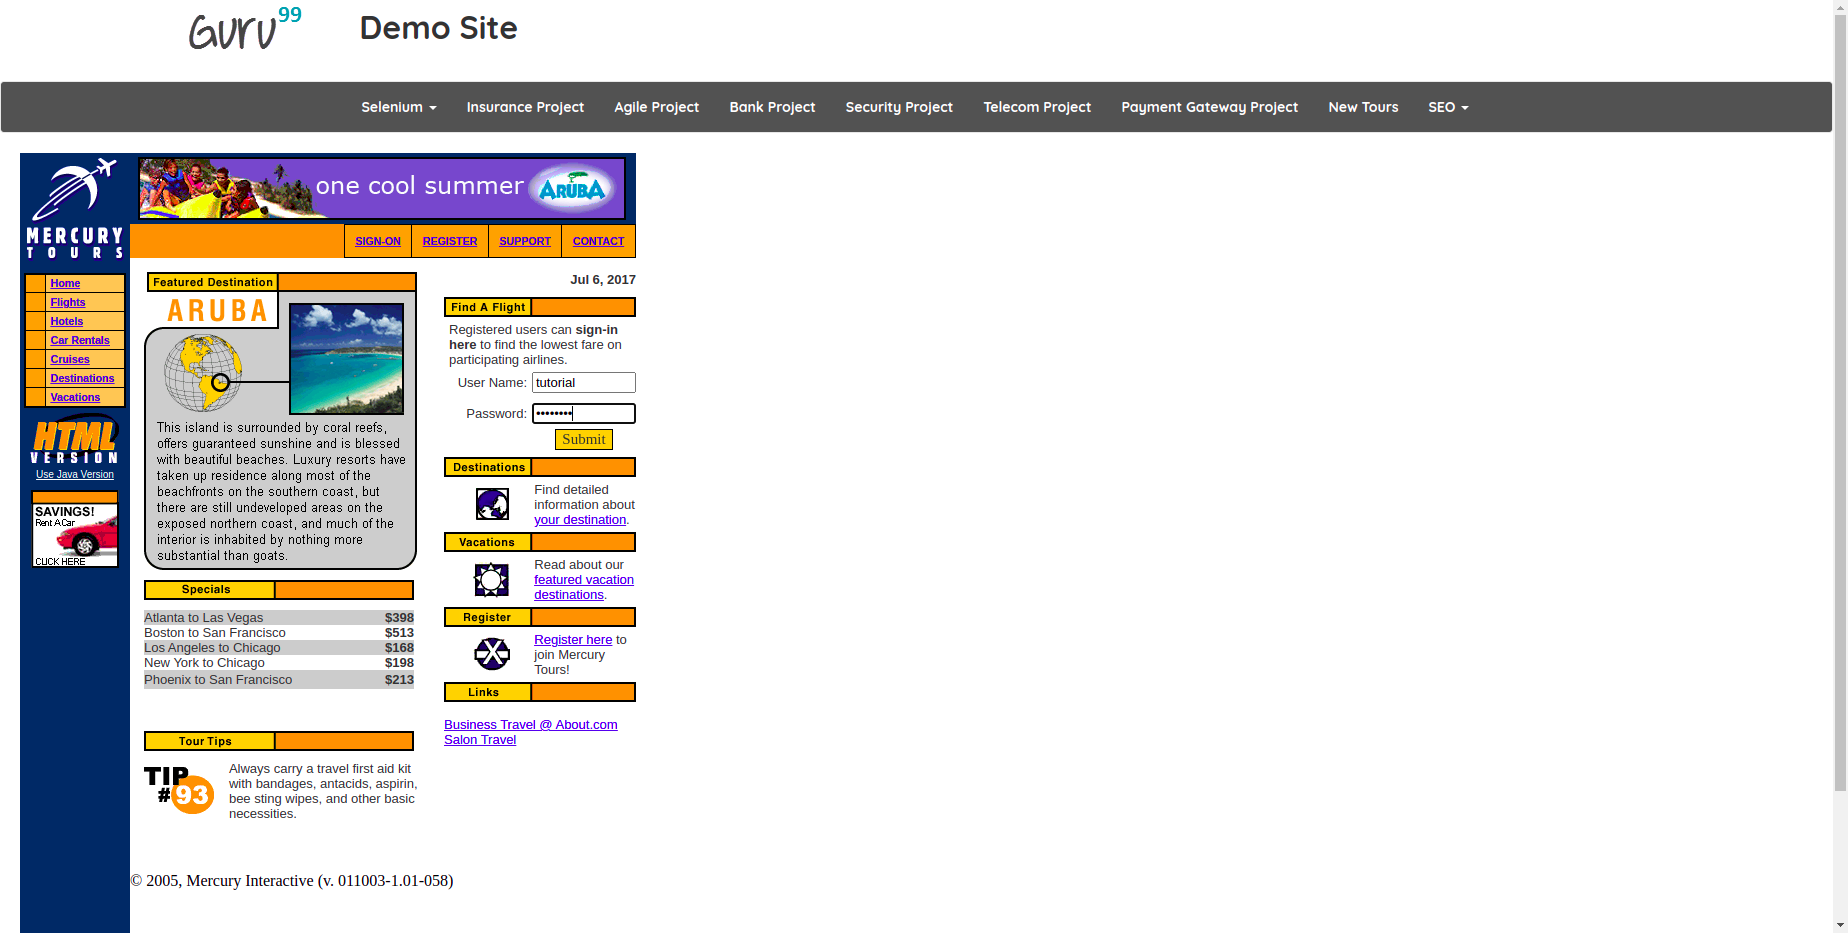 Guru 99
Demo Site
Selenium
Insurance Project
Agile Project
Bank Project
Security Project
Telecom Project
Payment Gateway Project
New Tours
SEO
MERCURY
TOURS
one cool summer
ARUBA
SIGN-ON
REGISTER
SUPPORT
CONTACT
Home
Flights
Hotels
Car Rentals
Cruises
Destinations
Vacations
HTML
VERSION
Use Java Version
SAVINGS!
Rent A Car
CLICK HERE
Featured Destination
ARUBA
This island is surrounded by coral reefs,
offers guaranteed sunshine and is blessed
with beautiful beaches. Luxury resorts have
taken up residence along most of the
beachfronts on the southern coast, but
there are still undeveloped areas on the
exposed northern coast, and much of the
interior is inhabited by nothing more
substantial than goats.
Specials
Atlanta to Las Vegas $398
Boston to San Francisco $513
Los Angeles to Chicago $168
New York to Chicago $198
Phoenix to San Francisco $213
Tour Tips
TIP
#93
Always carry a travel first aid kit
with bandages, antacids, aspirin,
bee sting wipes, and other basic
necessities.
Jul 6, 2017
Find A Flight
Registered users can sign-in
here to find the lowest fare on
participating airlines.
User Name: tutorial
Password: ••••••••
Submit
Destinations
Find detailed
information about
your destination.
Vacations
Read about our
featured vacation
destinations.
Register
Register here to
join Mercury
Tours!
Links
Business Travel @ About.com
Salon Travel
© 2005, Mercury Interactive (v. 011003-1.01-058)